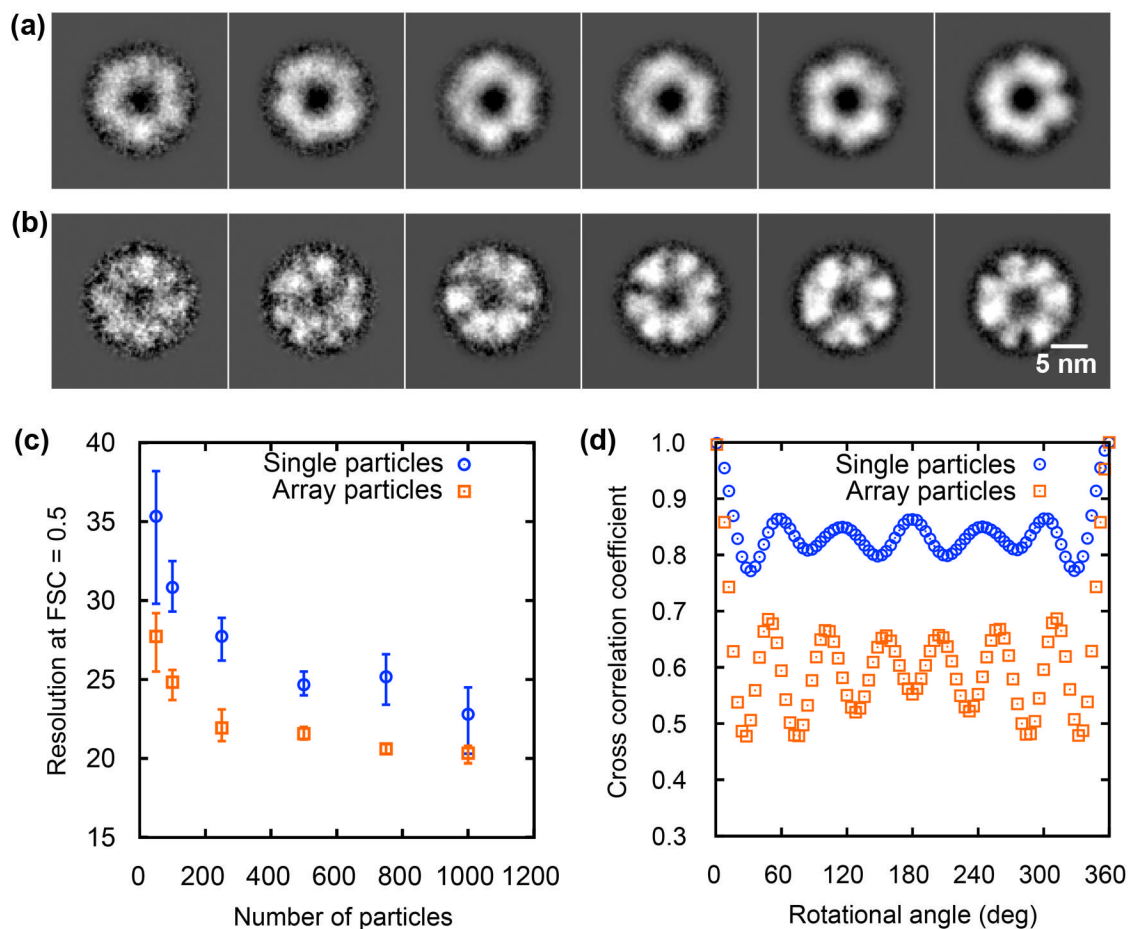 (a)
(b)
5 nm
(c)
40
35
30
25
20
15
Resolution at FSC = 0.5
Single particles
Array particles
0 200 400 600 800 1000 1200
Number of particles
(d)
1.0
0.9
0.8
0.7
0.6
0.5
0.4
0.3
Cross correlation coefficient
Single particles
Array particles
0 60 120 180 240 300 360
Rotational angle (deg)